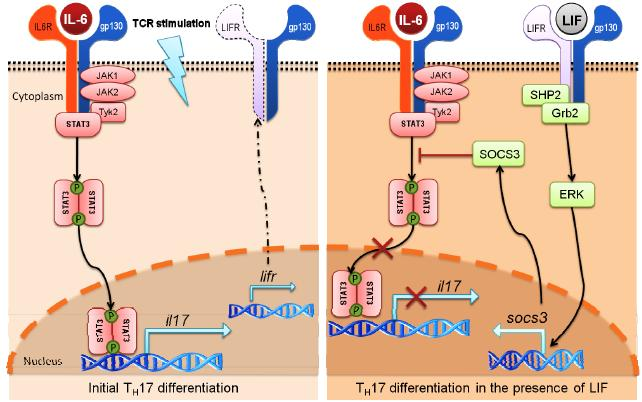 IL6R
IL-6
gp130
TCR stimulation
LIFR
gp130
JAK1
JAK2
Tyk2
STAT3
Cytoplasm
P
STAT3
STAT3
P
P
STAT3
STAT3
P
il17
lifr
Nucleus
Initial TH17 differentiation
IL6R
IL-6
gp130
LIFR
LIF
gp130
JAK1
JAK2
Tyk2
STAT3
SHP2
Grb2
SOCS3
ERK
P
STAT3
STAT3
P
P
STAT3
STAT3
P
il17
socs3
TH17 differentiation in the presence of LIF